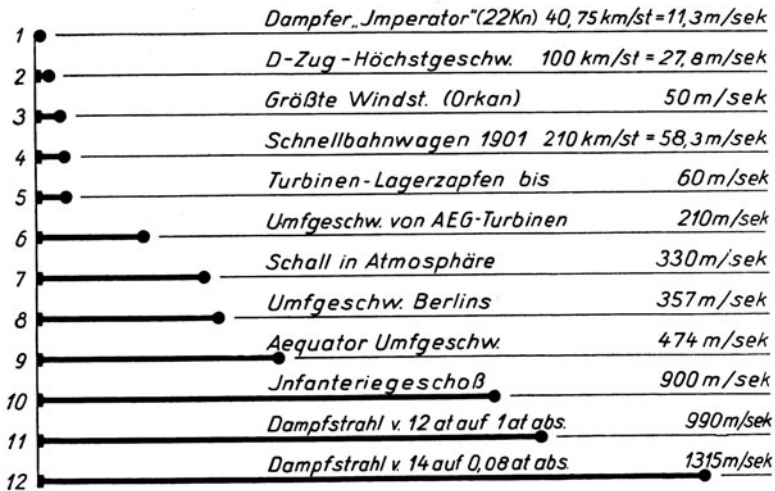 1 Dampfer „Jmperator“ (22Kn) 40,75 km/st = 11,3 m/sek
2 D-Zug-Höchstgeschw. 100 km/st = 27,8 m/sek
3 Größte Windst. (Orkan) 50 m/sek
4 Schnellbahnwagen 1901 210 km/st = 58,3 m/sek
5 Turbinen-Lagerzapfen bis 60 m/sek
6 Umfgeschw. von AEG-Turbinen 210 m/sek
7 Schall in Atmosphäre 330 m/sek
8 Umfgeschw. Berlins 357 m/sek
9 Aequator Umfgeschw. 474 m/sek
10 Jnfanteriegeschoß 900 m/sek
11 Dampfstrahl v. 12 at auf 1 at abs. 990 m/sek
12 Dampfstrahl v. 14 auf 0,08 at abs. 1315 m/sek